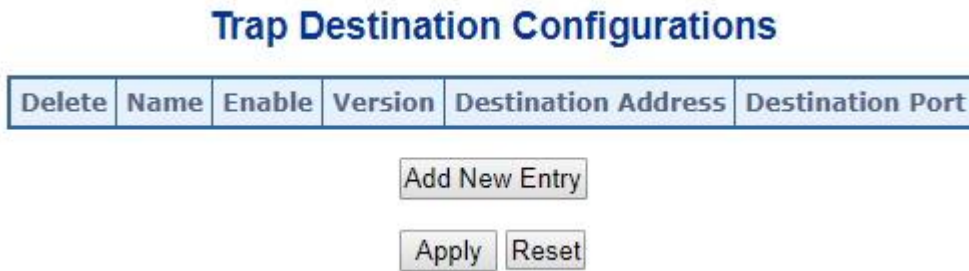 Trap Destination Configurations
Delete Name Enable Version Destination Address Destination Port
Add New Entry
Apply Reset